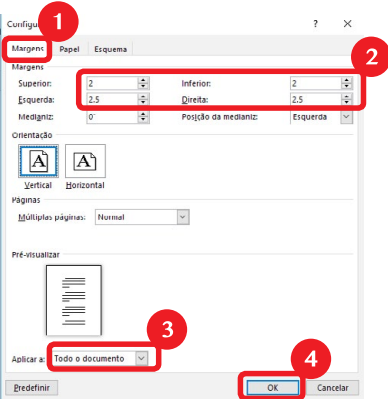 Configu
1
?
×
Margens Papel Esquema
Margens
2
Superior: 2 Inferior: 2
Esquerda: 2.5 Direita: 2.5
Medianiz: 0 Posição da medianiz: Esquerda
Orientação
A A
Vertical Horizontal
Páginas
Múltiplas páginas: Normal
Pré-visualizar
3
Aplicar a: Todo o documento
4
Predefinir OK Cancelar